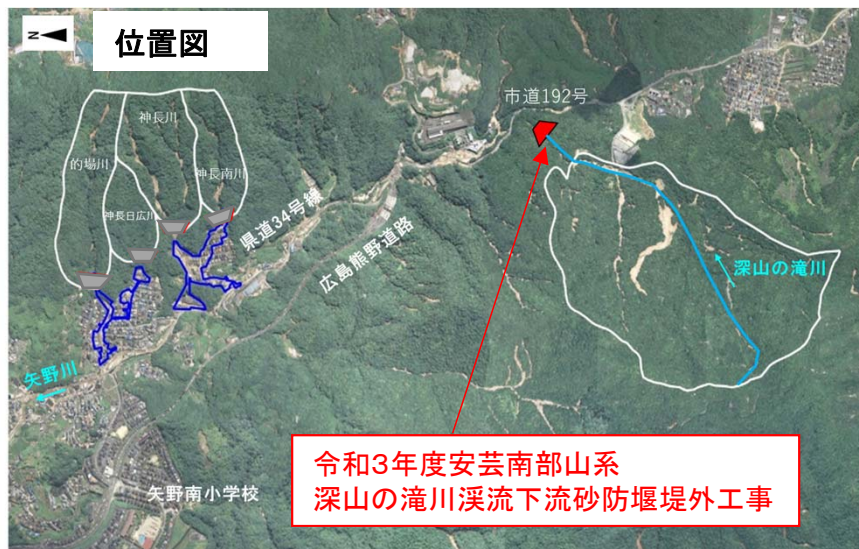 N
位置図
市道192号
神長川
的場川
神長南川
神長日広川
県道34号線
広島熊野道路
深山の滝川
矢野川
矢野南小学校
令和3年度安芸南部山系
深山の滝川渓流下流砂防堰堤外工事